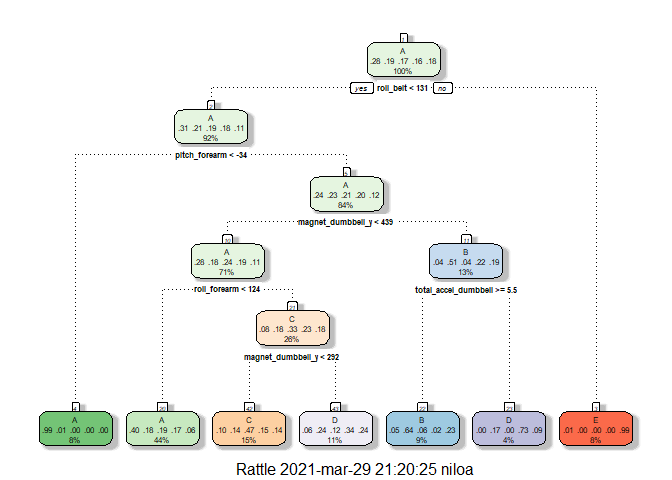 1
A
.28 .19 .17 .16 .18
100%
yes roll_belt < 131 no
2
A
.31 .21 .19 .18 .11
92%
pitch_forearm < -34
5
A
.24 .23 .21 .20 .12
84%
magnet_dumbbell_y < 439
10
A
.28 .18 .24 .19 .11
71%
11
B
.04 .51 .04 .22 .19
13%
roll_forearm < 124
total_accel_dumbbell >= 5.5
21
C
.08 .18 .33 .23 .18
26%
magnet_dumbbell_y < 292
4
A
.99 .01 .00 .00 .00
8%
20
A
.40 .18 .19 .17 .06
44%
42
C
.10 .14 .47 .15 .14
15%
43
D
.06 .24 .12 .34 .24
11%
22
B
.05 .64 .06 .02 .23
9%
23
D
.00 .17 .00 .73 .09
4%
3
E
.01 .00 .00 .00 .99
8%
Rattle 2021-mar-29 21:20:25 niloa